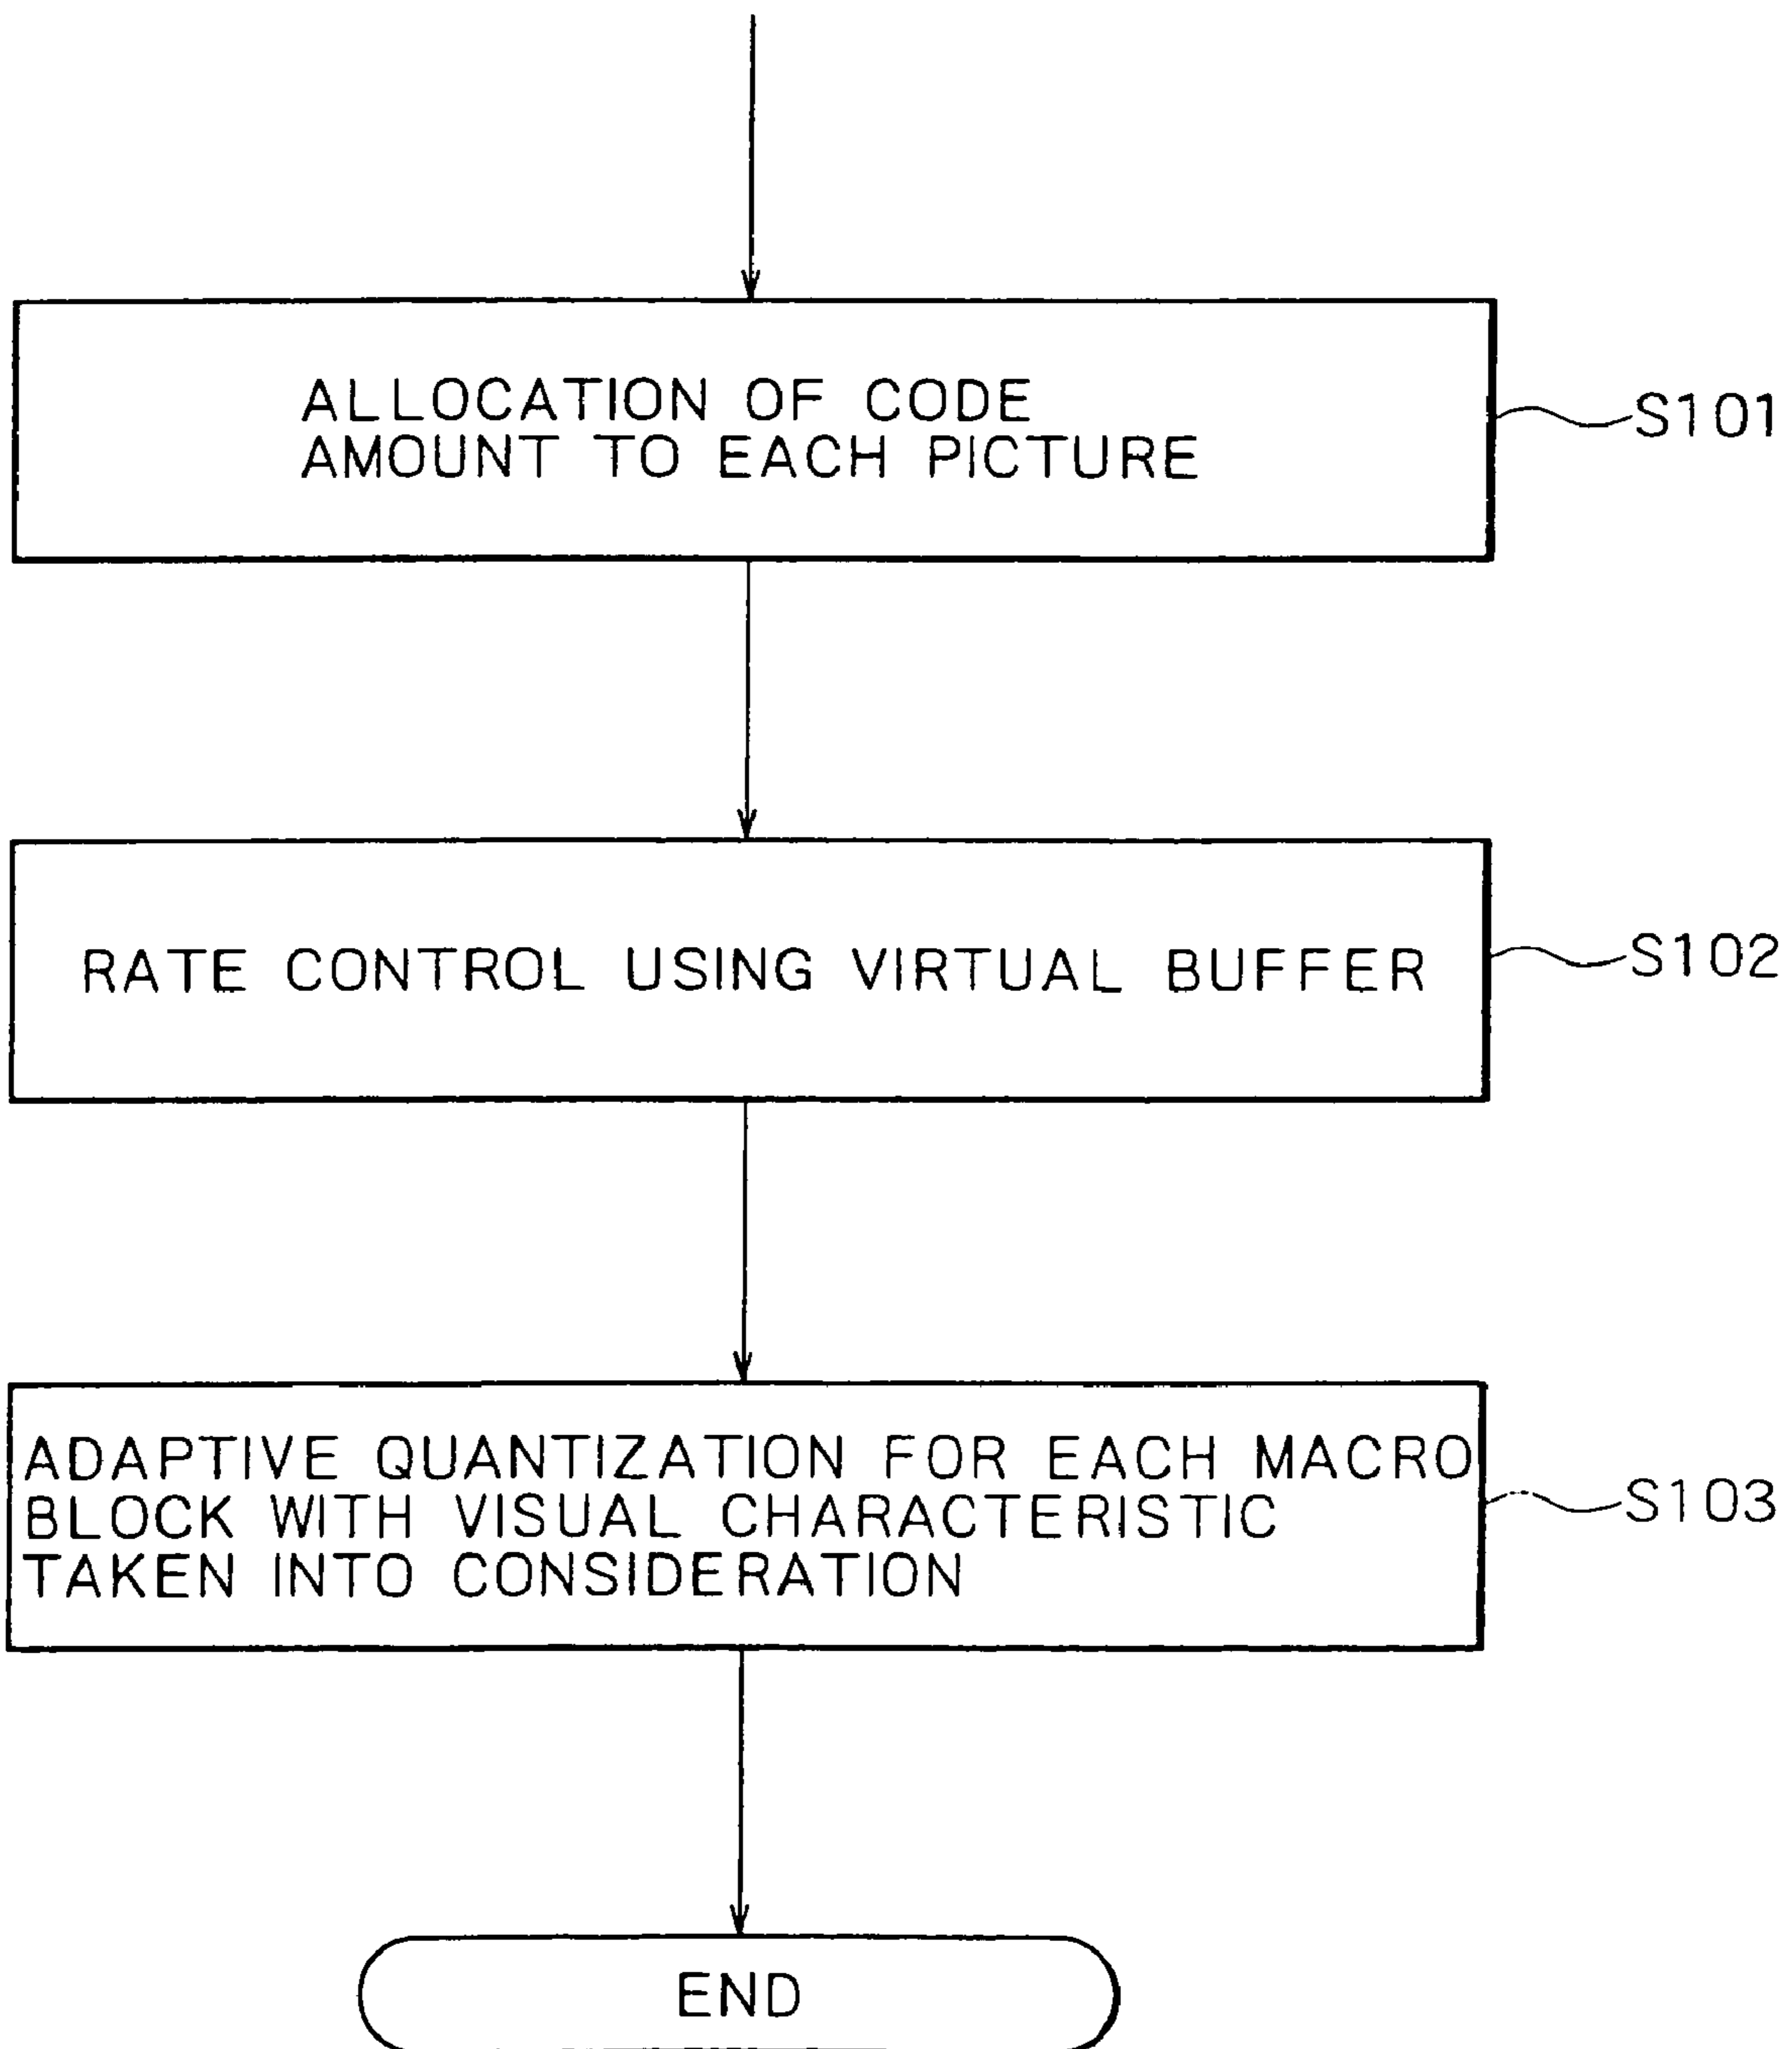 ALLOCATION OF CODE
AMOUNT TO EACH PICTURE
S101
RATE CONTROL USING VIRTUAL BUFFER
S102
ADAPTIVE QUANTIZATION FOR EACH MACRO
BLOCK WITH VISUAL CHARACTERISTIC
TAKEN INTO CONSIDERATION
S103
END